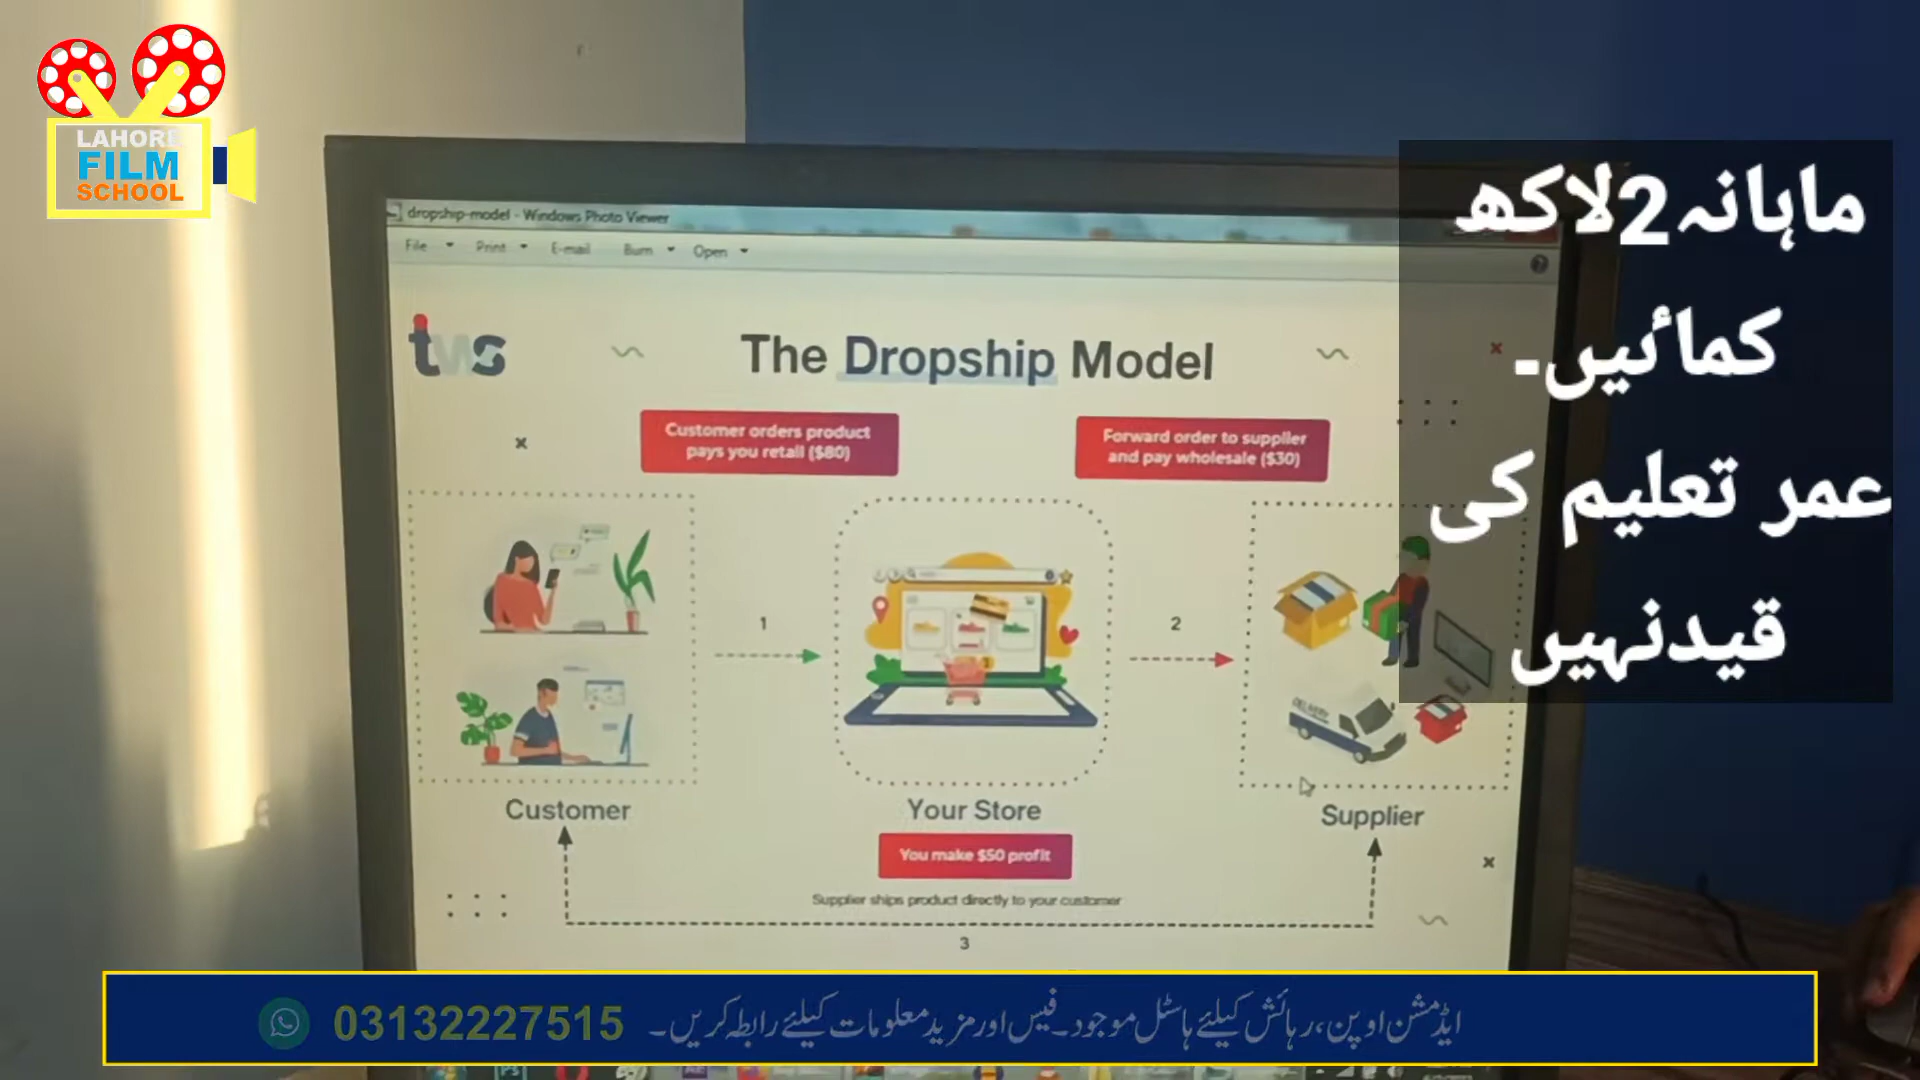 LAHORE
FILM
SCHOOL
ماہانہ 2لاکھ
کمائیں۔
عمر تعلیم کی
قیدنہیں
dropship-model - Windows Photo Viewer
File Print E-mail Burn Open
tws
The Dropship Model
Customer orders product
pays you retail ($80)
Forward order to supplier
and pay wholesale ($30)
1
2
DELIVERY
Customer
Your Store
Supplier
You make $50 profit
Supplier ships product directly to your customer
3
ایڈمشن اوپن، رہائش کیلئے ہاسٹل موجود۔ فیس اور مزید معلومات کیلئے رابطہ کریں۔ 03132227515
Ps